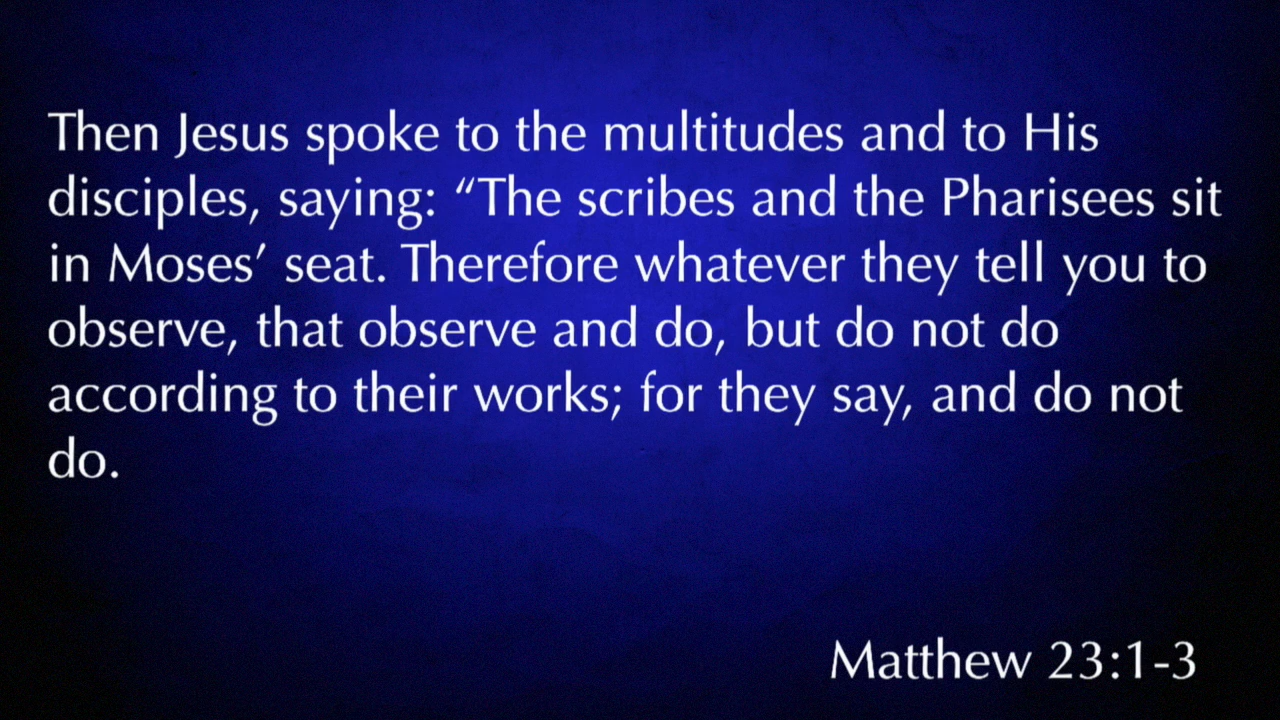 Then Jesus spoke to the multitudes and to His
disciples, saying: “The scribes and the Pharisees sit
in Moses’ seat. Therefore whatever they tell you to
observe, that observe and do, but do not do
according to their works; for they say, and do not
do.
Matthew 23:1-3